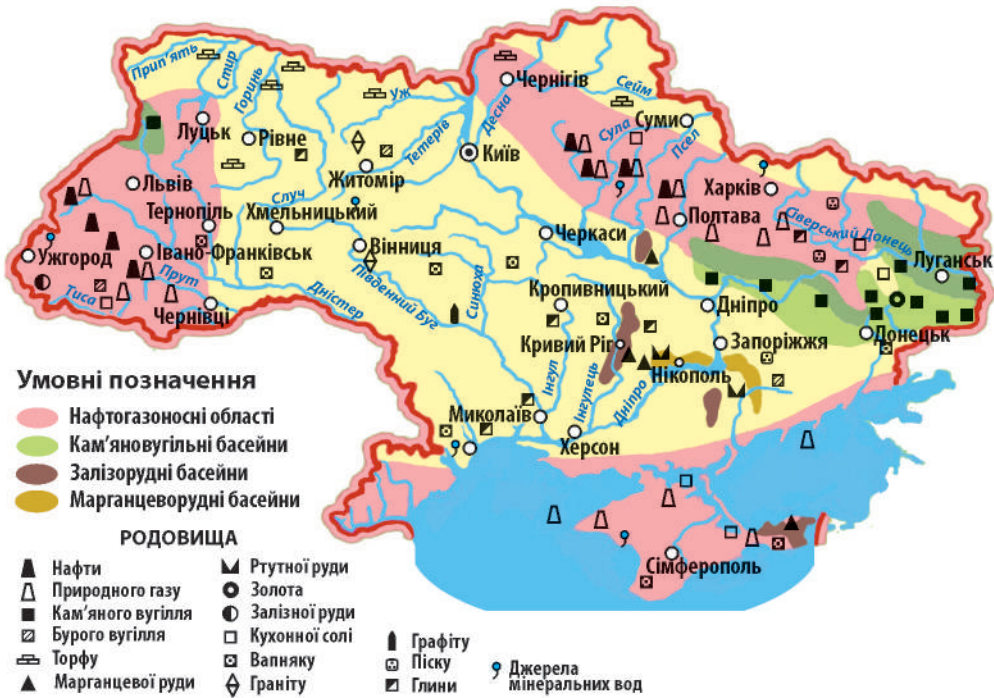 Прип'ять
Стир
Горинь
Уж
Десна
Чернігів
Сейм
Суми
Луцьк
Рівне
Тетерів
Київ
Сула
Псел
Житомир
Львів
Случ
Харків
Тернопіль
Хмельницький
Полтава
Сіверський Донець
Ужгород
Івано-Франківськ
Вінниця
Черкаси
Луганськ
Прут
Тиса
Чернівці
Дністер
Південний Буг
Синюха
Кропивницький
Дніпро
Донецьк
Кривий Ріг
Запоріжжя
Нікополь
Інгул
Інгулець
Дніпро
Миколаїв
Херсон
Сімферополь
Умовні позначення
Нафтогазоносні області
Кам'яновугільні басейни
Залізорудні басейни
Марганцеворудні басейни
РОДОВИЩА
Нафти
Природного газу
Кам'яного вугілля
Бурого вугілля
Торфу
Марганцевої руди
Ртутної руди
Золота
Залізної руди
Кухонної солі
Вапняку
Граніту
Графіту
Піску
Глини
Джерела
мінеральних вод